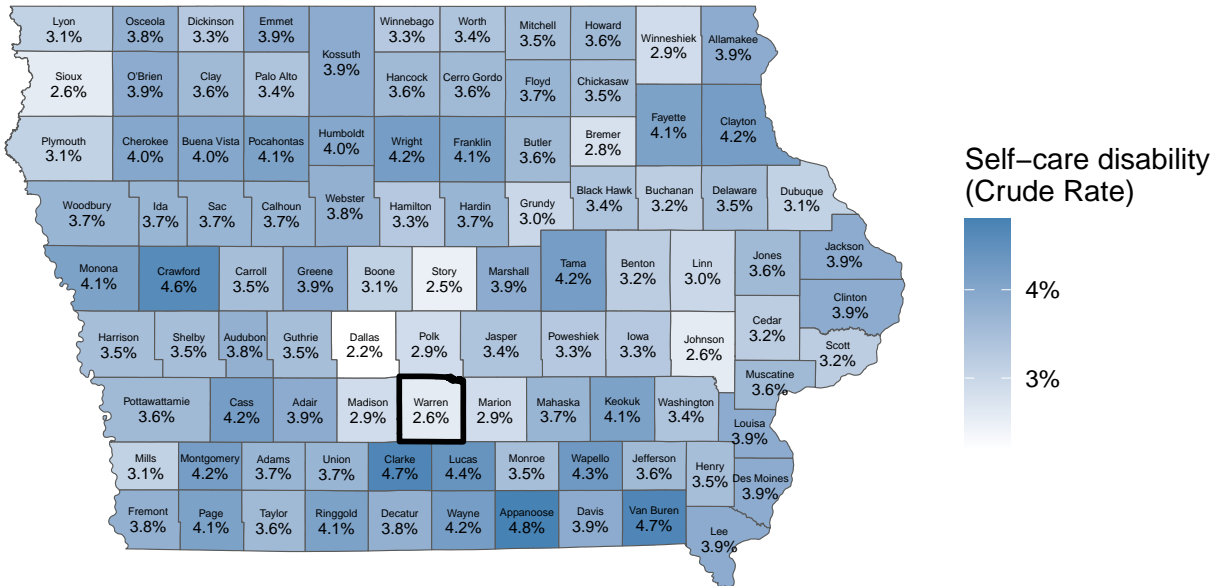 Lyon
3.1%
Osceola
3.8%
Dickinson
3.3%
Emmet
3.9%
Kossuth
3.9%
Winnebago
3.3%
Worth
3.4%
Mitchell
3.5%
Howard
3.6%
Winneshiek
2.9%
Allamakee
3.9%
Sioux
2.6%
O'Brien
3.9%
Clay
3.6%
Palo Alto
3.4%
Hancock
3.6%
Cerro Gordo
3.6%
Floyd
3.7%
Chickasaw
3.5%
Fayette
4.1%
Clayton
4.2%
Plymouth
3.1%
Cherokee
4.0%
Buena Vista
4.0%
Pocahontas
4.1%
Humboldt
4.0%
Wright
4.2%
Franklin
4.1%
Butler
3.6%
Bremer
2.8%
Woodbury
3.7%
Ida
3.7%
Sac
3.7%
Calhoun
3.7%
Webster
3.8%
Hamilton
3.3%
Hardin
3.7%
Grundy
3.0%
Black Hawk
3.4%
Buchanan
3.2%
Delaware
3.5%
Dubuque
3.1%
Monona
4.1%
Crawford
4.6%
Carroll
3.5%
Greene
3.9%
Boone
3.1%
Story
2.5%
Marshall
3.9%
Tama
4.2%
Benton
3.2%
Linn
3.0%
Jones
3.6%
Jackson
3.9%
Clinton
3.9%
Harrison
3.5%
Shelby
3.5%
Audubon
3.8%
Guthrie
3.5%
Dallas
2.2%
Polk
2.9%
Jasper
3.4%
Poweshiek
3.3%
Iowa
3.3%
Johnson
2.6%
Cedar
3.2%
Scott
3.2%
Muscatine
3.6%
Pottawattamie
3.6%
Cass
4.2%
Adair
3.9%
Madison
2.9%
Warren
2.6%
Marion
2.9%
Mahaska
3.7%
Keokuk
4.1%
Washington
3.4%
Louisa
3.9%
Mills
3.1%
Montgomery
4.2%
Adams
3.7%
Union
3.7%
Clarke
4.7%
Lucas
4.4%
Monroe
3.5%
Wapello
4.3%
Jefferson
3.6%
Henry
3.5%
Des Moines
3.9%
Fremont
3.8%
Page
4.1%
Taylor
3.6%
Ringgold
4.1%
Decatur
3.8%
Wayne
4.2%
Appanoose
4.8%
Davis
3.9%
Van Buren
4.7%
Lee
3.9%
Self−care disability
(Crude Rate)
4%
3%